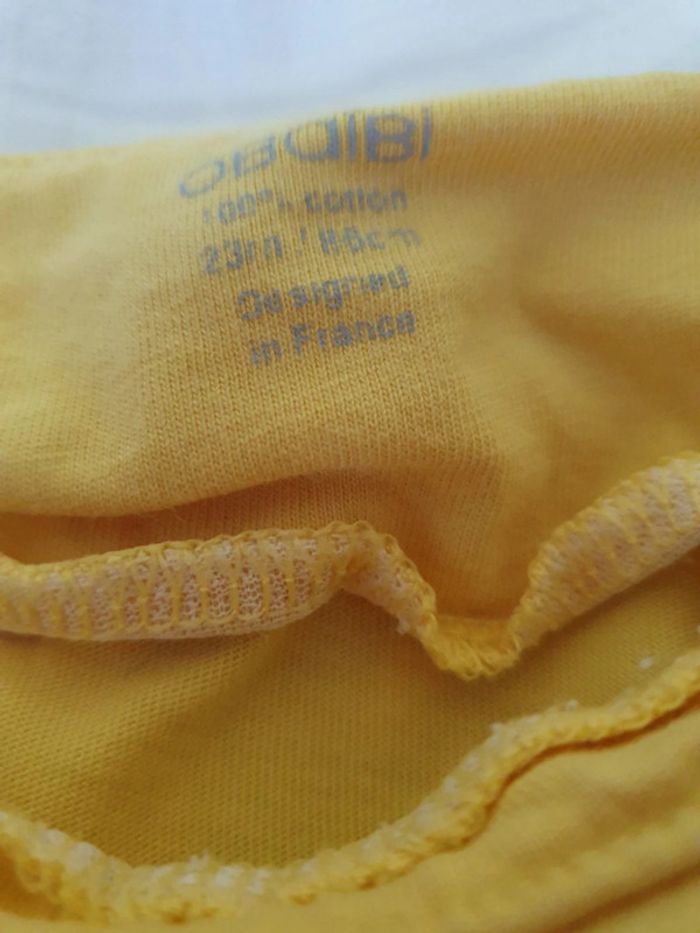 OBAIBI
100% cotton
23m / 86cm
Designed
in France